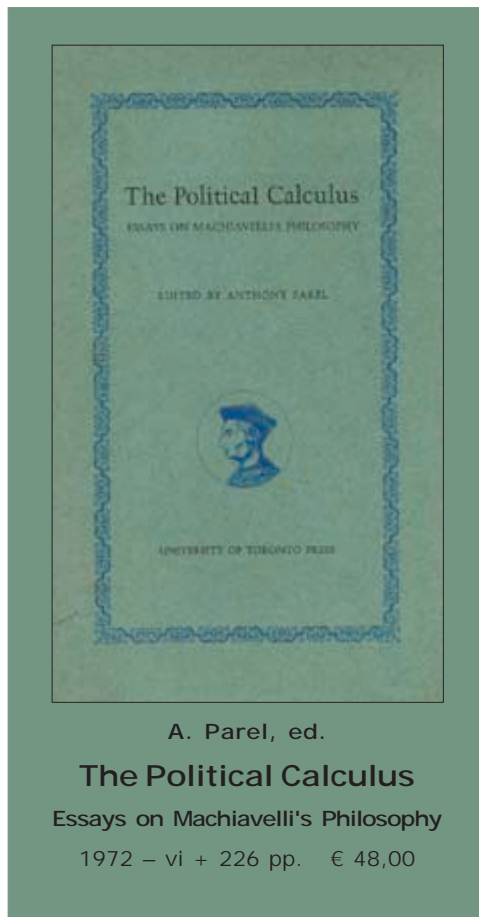 The Political Calculus
ESSAYS ON MACHIAVELLI'S PHILOSOPHY
EDITED BY ANTHONY PAREL
UNIVERSITY OF TORONTO PRESS
A. Parel, ed.
The Political Calculus
Essays on Machiavelli's Philosophy
1972 – vi + 226 pp. € 48,00